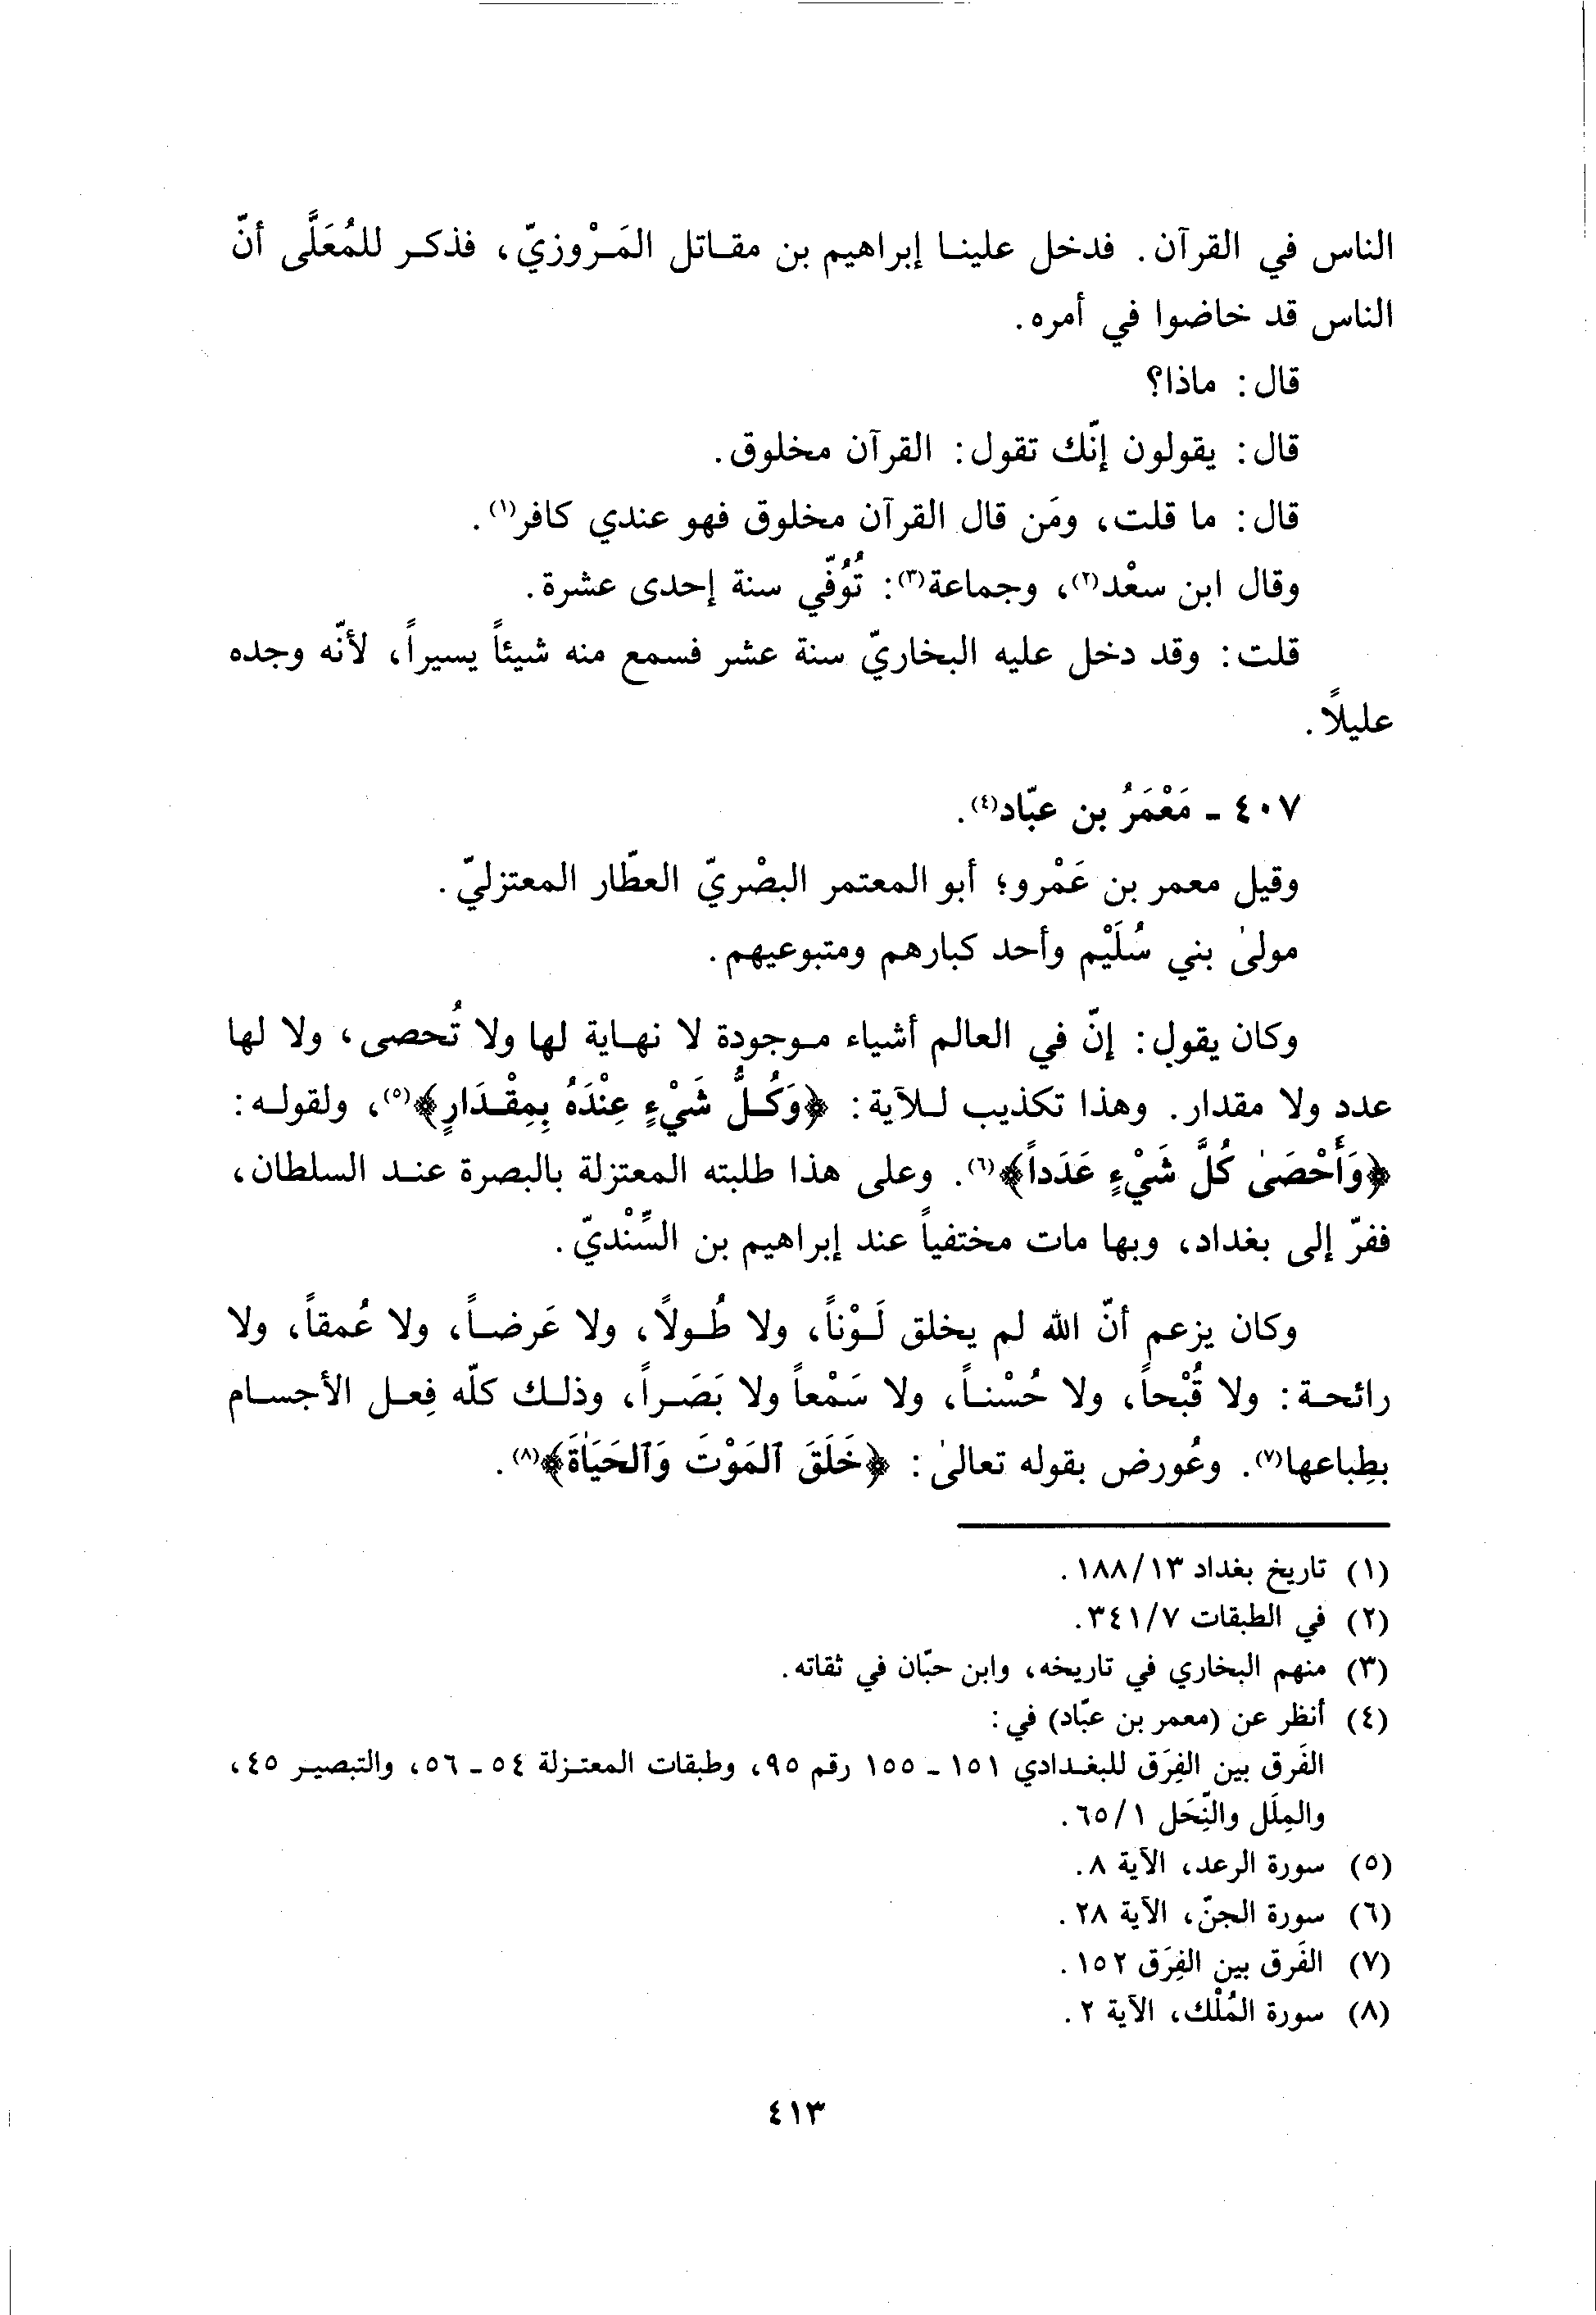 الناس في القرآن. فدخل علينا إبراهيم بن مقاتل المَرْوزيّ، فذكر للمُعَلَّى أنّ
الناس قد خاضوا في أمره.
قال: ماذا؟
قال: يقولون إنّك تقول: القرآن مخلوق.
قال: ما قلت، ومَن قال القرآن مخلوق فهو عندي كافر(١).
وقال ابن سعْد(٢)، وجماعة(٣): تُوُفّي سنة إحدى عشرة.
قلت: وقد دخل عليه البخاريّ سنة عشر فسمع منه شيئاً يسيراً، لأنّه وجده
عليلاً.
٤٠٧ - مَعْمَرُ بن عبّاد(٤).
وقيل معمر بن عَمْرو؛ أبو المعتمر البصْريّ العطّار المعتزليّ.
مولىٰ بني سُلَيْم وأحد كبارهم ومتبوعيهم.
وكان يقول: إنّ في العالم أشياء موجودة لا نهاية لها ولا تُحصى، ولا لها
عدد ولا مقدار. وهذا تكذيب للآية: ﴿وَكُلُّ شَيْءٍ عِنْدَهُ بِمِقْدَارٍ﴾(٥)، ولقوله:
﴿وَأَحْصَىٰ كُلَّ شَيْءٍ عَدَداً﴾(٦). وعلى هذا طلبته المعتزلة بالبصرة عند السلطان،
ففرّ إلى بغداد، وبها مات مختفياً عند إبراهيم بن السِّنْديّ.
وكان يزعم أنّ الله لم يخلق لَوْناً، ولا طُولاً، ولا عَرضاً، ولا عُمقاً، ولا
رائحة: ولا قُبْحاً، ولا حُسْناً، ولا سَمْعاً ولا بَصَراً، وذلك كلّه فِعل الأجسام
بطِباعها(٧). وعُورض بقوله تعالىٰ: ﴿خَلَقَ ٱلمَوْتَ وَٱلحَيَاةَ﴾(٨).
(١) تاريخ بغداد ١٨٨/١٣.
(٢) في الطبقات ٣٤١/٧.
(٣) منهم البخاري في تاريخه، وابن حبّان في ثقاته.
(٤) أنظر عن (معمر بن عبّاد) في:
الفَرق بين الفِرَق للبغدادي ١٥١ - ١٥٥ رقم ٩٥، وطبقات المعتزلة ٥٤ - ٥٦، والتبصير ٤٥،
والمِلَل والنِّحَل ٦٥/١.
(٥) سورة الرعد، الآية ٨.
(٦) سورة الجنّ، الآية ٢٨.
(٧) الفَرق بين الفِرَق ١٥٢.
(٨) سورة المُلْك، الآية ٢.
٤١٣